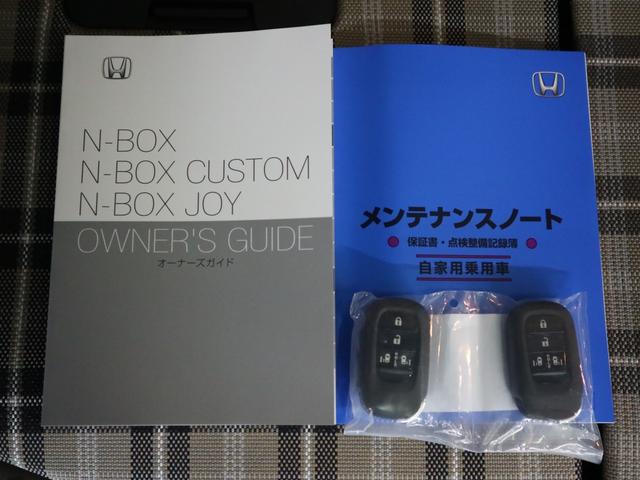 N-BOX
N-BOX CUSTOM
N-BOX JOY
OWNER'S GUIDE
オーナーズガイド
メンテナンスノート
保証書・点検整備記録簿
自家用乗用車